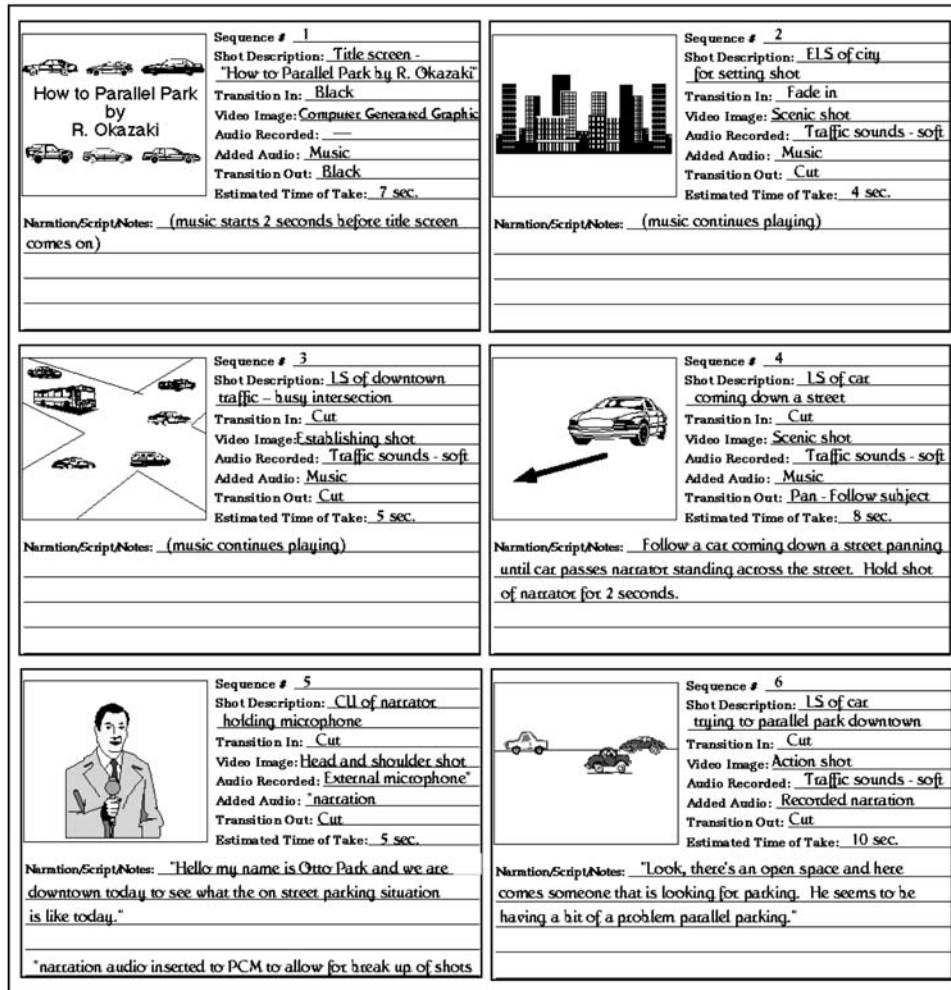 How to Parallel Park
by
R. Okazaki
Sequence # 1
Shot Description: Title screen -
"How to Parallel Park by R. Okazaki"
Transition In: Black
Video Image: Computer Generated Graphic
Audio Recorded: —
Added Audio: Music
Transition Out: Black
Estimated Time of Take: 7 sec.
Narration/Script/Notes: (music starts 2 seconds before title screen
comes on)
Sequence # 2
Shot Description: ELS of city
for setting shot
Transition In: Fade in
Video Image: Scenic shot
Audio Recorded: Traffic sounds - soft
Added Audio: Music
Transition Out: Cut
Estimated Time of Take: 4 sec.
Narration/Script/Notes: (music continues playing)
Sequence # 3
Shot Description: LS of downtown
traffic – busy intersection
Transition In: Cut
Video Image: Establishing shot
Audio Recorded: Traffic sounds - soft
Added Audio: Music
Transition Out: Cut
Estimated Time of Take: 5 sec.
Narration/Script/Notes: (music continues playing)
Sequence # 4
Shot Description: LS of car
coming down a street
Transition In: Cut
Video Image: Scenic shot
Audio Recorded: Traffic sounds - soft
Added Audio: Music
Transition Out: Pan - Follow subject
Estimated Time of Take: 8 sec.
Narration/Script/Notes: Follow a car coming down a street panning
until car passes narrator standing across the street. Hold shot
of narrator for 2 seconds.
Sequence # 5
Shot Description: CU of narrator
holding microphone
Transition In: Cut
Video Image: Head and shoulder shot
Audio Recorded: External microphone*
Added Audio: *narration
Transition Out: Cut
Estimated Time of Take: 5 sec.
Narration/Script/Notes: "Hello my name is Otto Park and we are
downtown today to see what the on street parking situation
is like today."
*narration audio inserted to PCM to allow for break up of shots
Sequence # 6
Shot Description: LS of car
trying to parallel park downtown
Transition In: Cut
Video Image: Action shot
Audio Recorded: Traffic sounds - soft
Added Audio: Recorded narration
Transition Out: Cut
Estimated Time of Take: 10 sec.
Narration/Script/Notes: "Look, there's an open space and here
comes someone that is looking for parking. He seems to be
having a bit of a problem parallel parking."